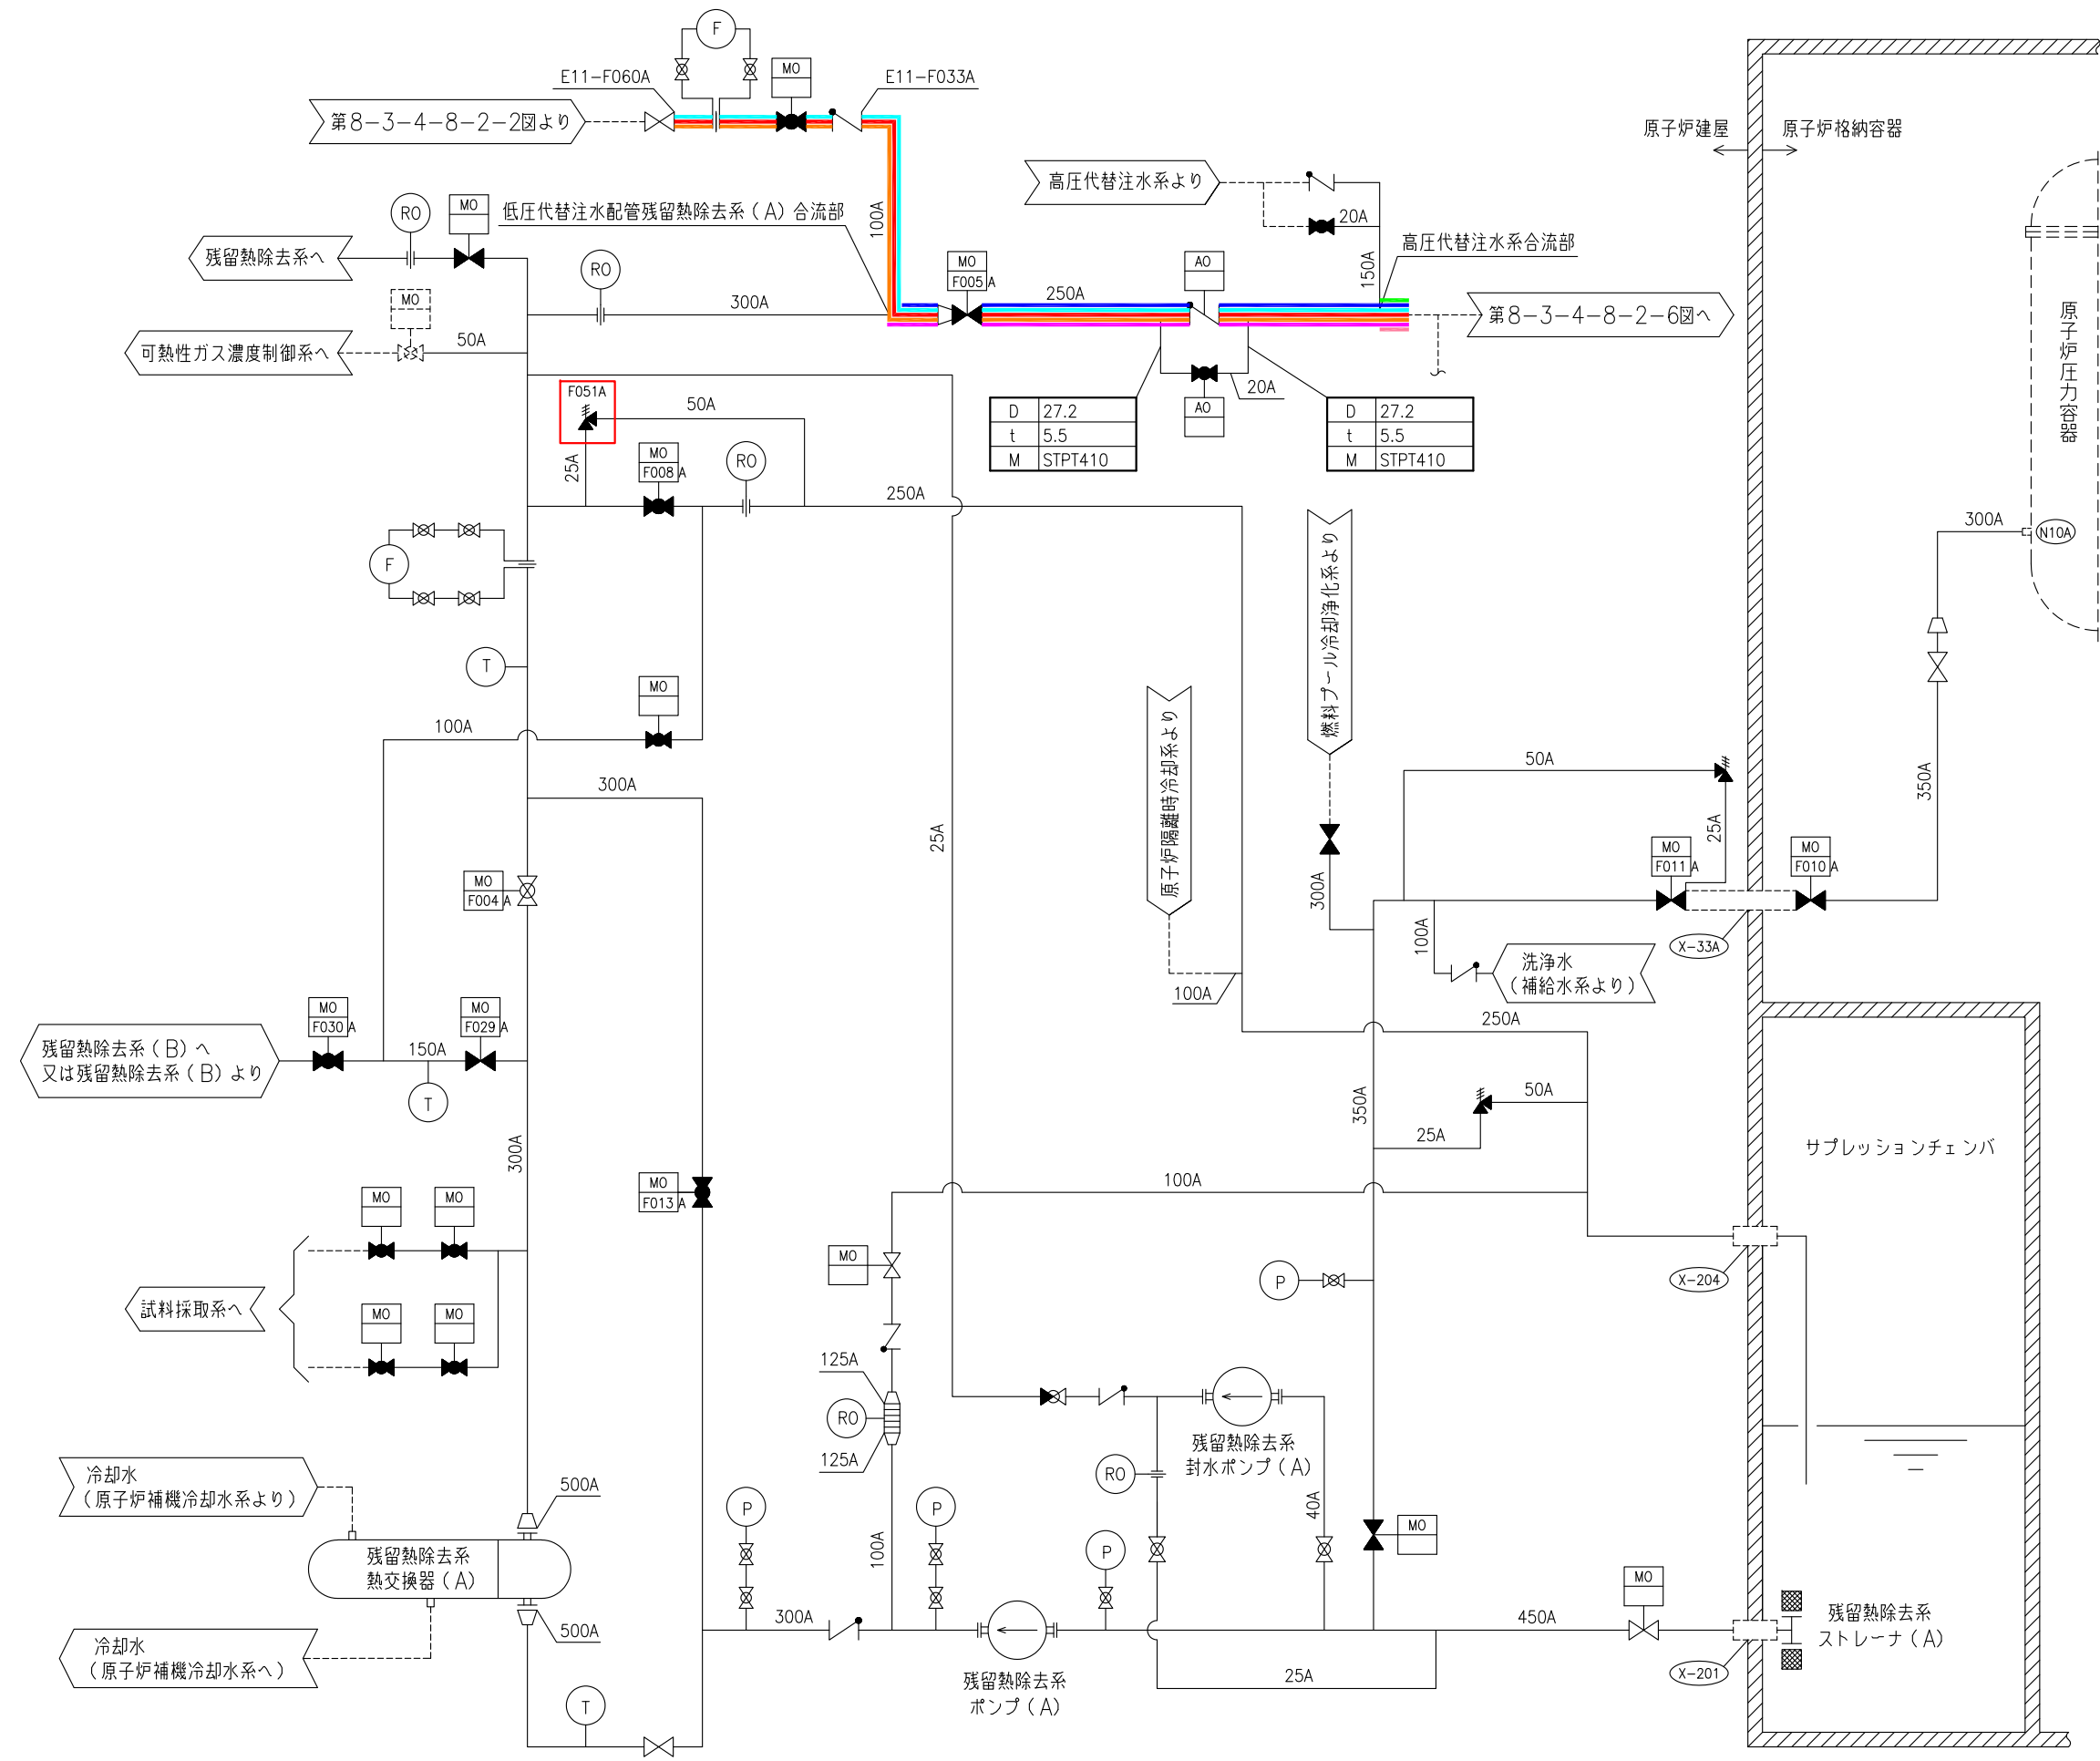 F
MO
E11-F060A
E11-F033A
第8-3-4-8-2-2図より
原子炉建屋
原子炉格納容器
高圧代替注水系より
20A
RO
MO
低圧代替注水配管残留熱除去系(A)合流部
100A
高圧代替注水系合流部
150A
残留熱除去系へ
RO
MO
F005A
AO
250A
300A
MO
第8-3-4-8-2-6図へ
原子炉圧力容器
可熱性ガス濃度制御系へ
50A
F051A
50A
20A
AO
D 27.2
t 5.5
M STPT410
D 27.2
t 5.5
M STPT410
25A
MO
F008A
RO
250A
300A
N10A
F
燃料プール冷却浄化系より
T
MO
100A
原子炉隔離時冷却系より
300A
50A
350A
25A
25A
MO
F011A
MO
F010A
MO
F004A
300A
100A
X-33A
洗浄水
(補給水系より)
100A
MO
F030A
MO
F029A
250A
残留熱除去系(B)へ
又は残留熱除去系(B)より
150A
T
350A
50A
25A
300A
サプレッションチェンバ
MO
F013A
100A
MO
MO
MO
P
X-204
試料採取系へ
MO
MO
125A
RO
125A
残留熱除去系
封水ポンプ(A)
冷却水
(原子炉補機冷却水系より)
500A
RO
40A
P
P
P
MO
100A
残留熱除去系
熱交換器(A)
MO
300A
450A
残留熱除去系
ストレーナ(A)
500A
冷却水
(原子炉補機冷却水系へ)
X-201
残留熱除去系
ポンプ(A)
25A
T